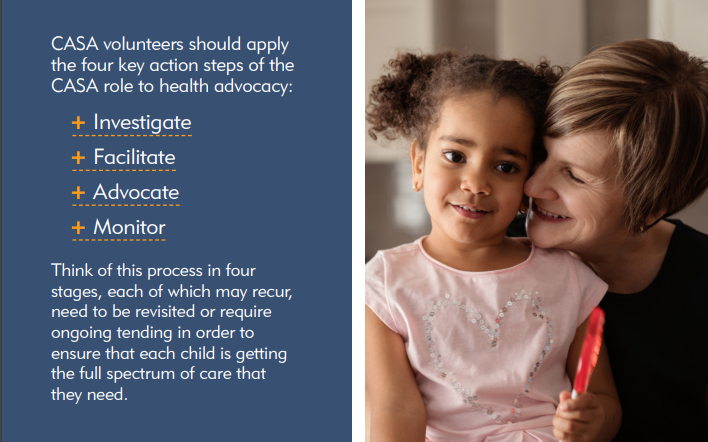 CASA volunteers should apply
the four key action steps of the
CASA role to health advocacy:
+ Investigate
+ Facilitate
+ Advocate
+ Monitor
Think of this process in four
stages, each of which may recur,
need to be revisited or require
ongoing tending in order to
ensure that each child is getting
the full spectrum of care that
they need.